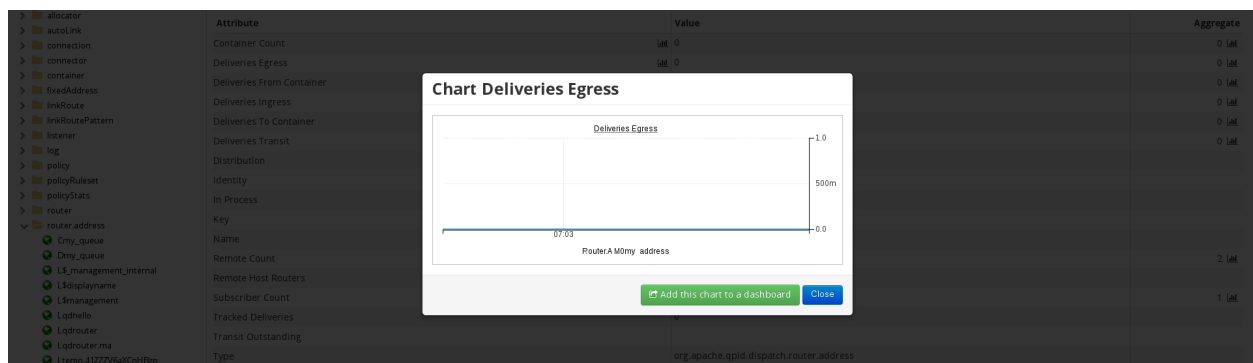 allocator
autoLink
connection
connector
container
fixedAddress
linkRoute
linkRoutePattern
listener
log
policy
policyRuleset
policyStats
router
router.address
Cmy_queue
Dmy_queue
L$_management_internal
L$displayname
L$management
Lqdhello
Lqdrouter
Lqdrouter.ma
Attribute Value Aggregate
Container Count 0 0
Deliveries Egress 0 0
Deliveries From Container 0
Deliveries Ingress 0
Deliveries To Container 0
Deliveries Transit 0
Distribution
Identity
In Process
Key
Name
Remote Count 2
Remote Host Routers
Subscriber Count 1
Tracked Deliveries 0
Transit Outstanding
Type org.apache.qpid.dispatch.router.address
Chart Deliveries Egress
Deliveries Egress
1.0
500m
0.0
07:03
Router.A M0my_address
Add this chart to a dashboard Close